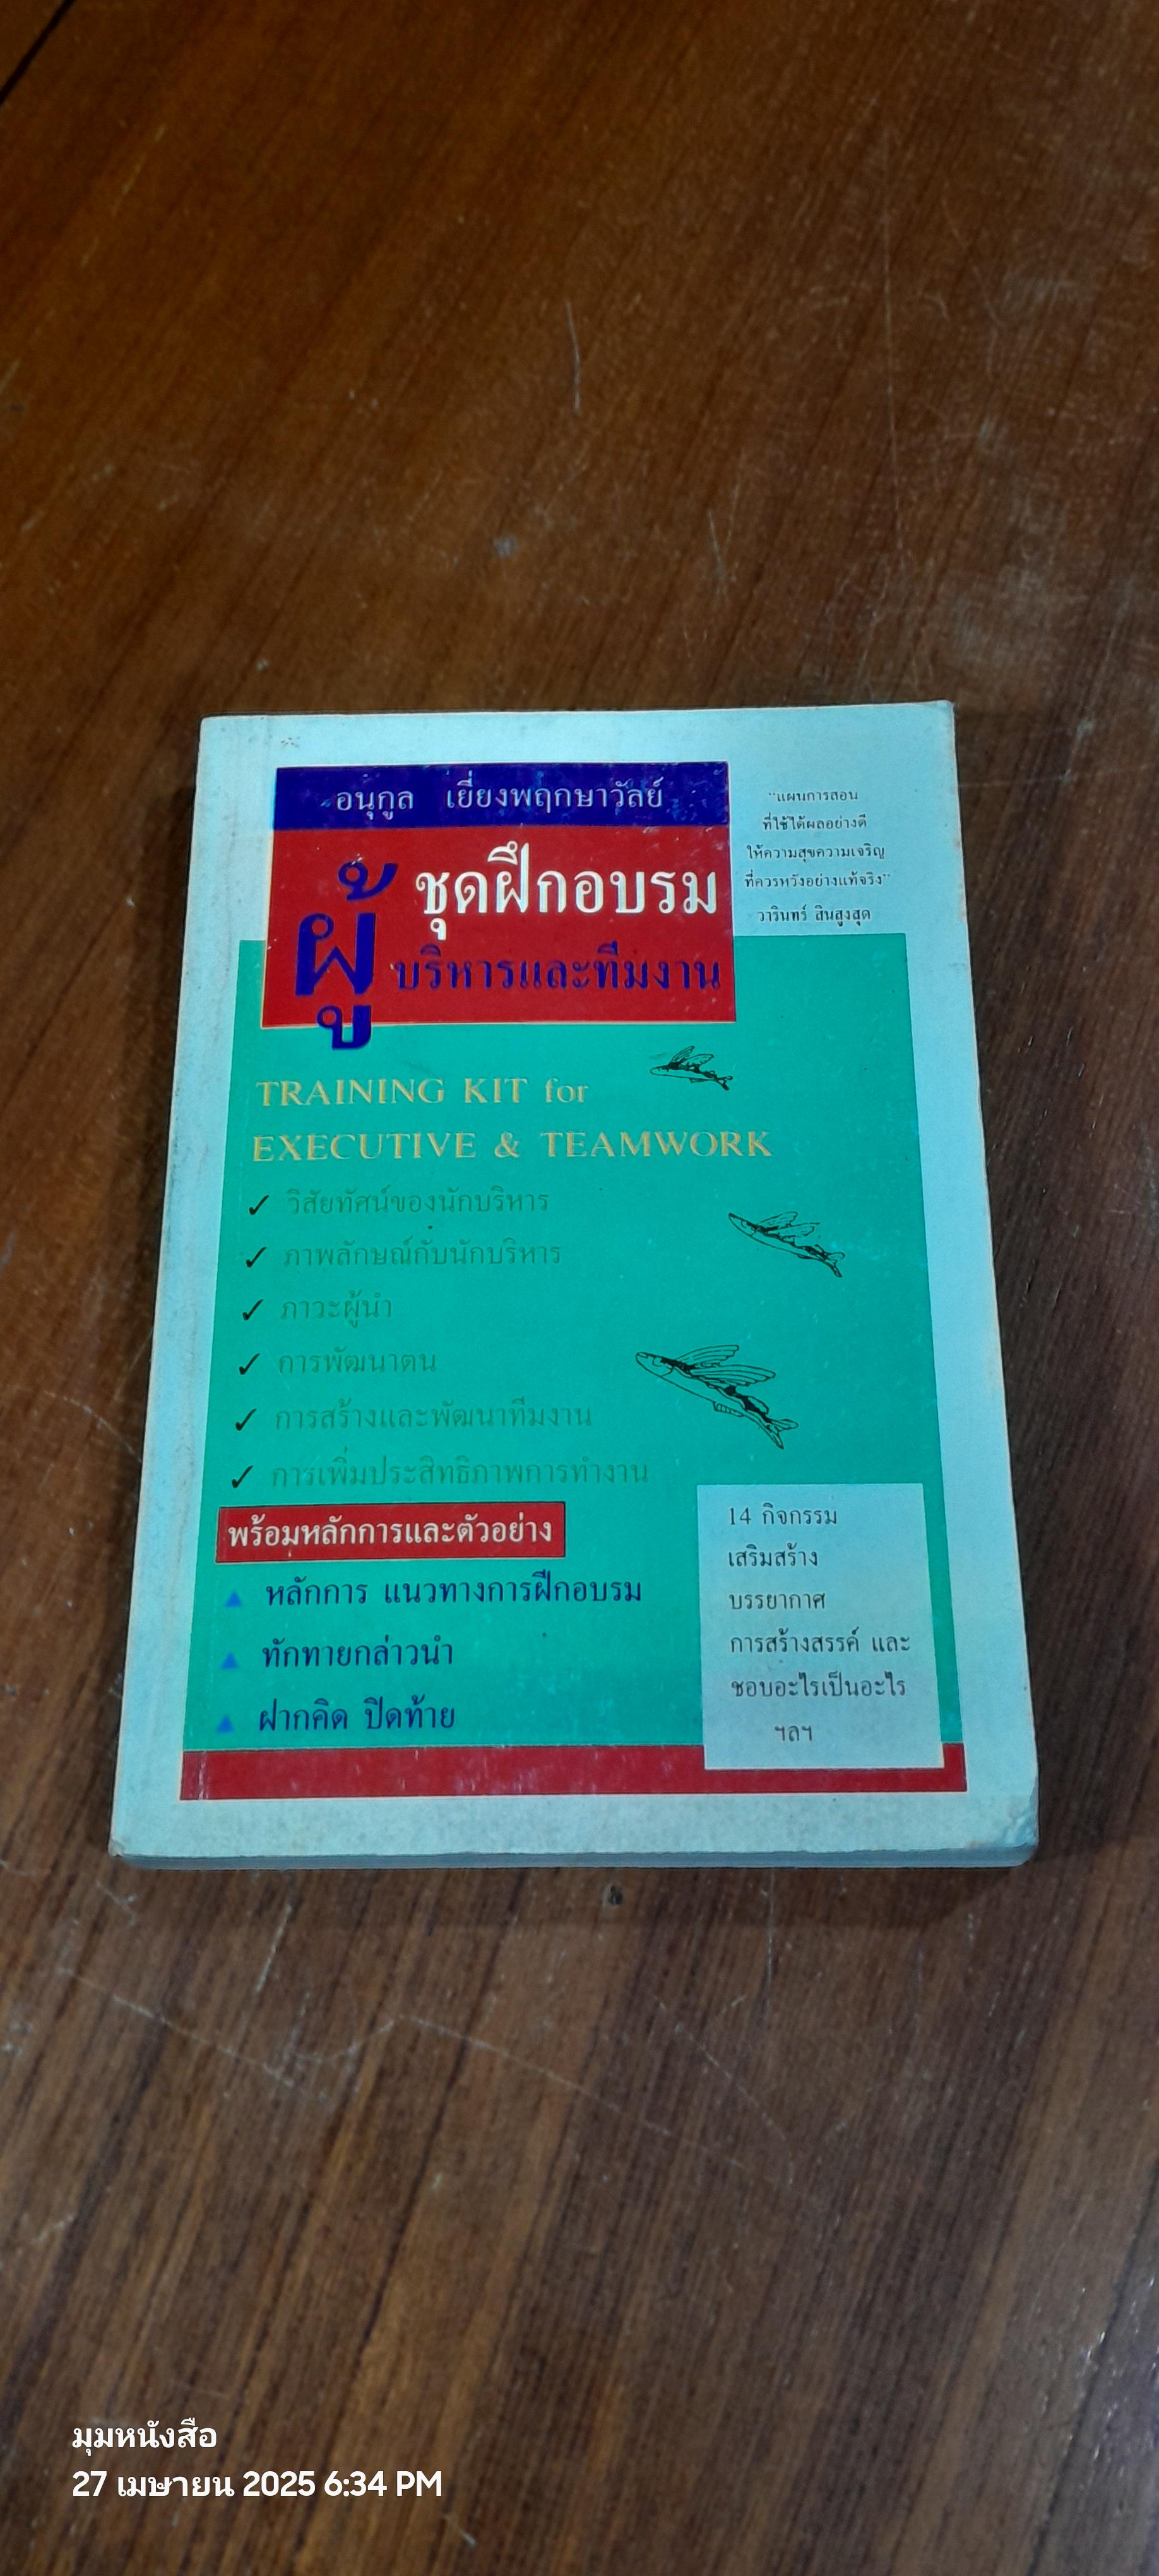 อนุกูล เยี่ยงพฤกษาวัลย์
ชุดฝึกอบรม
ผู้บริหารและทีมงาน
"แผนการสอน
ที่ใช้ได้ผลอย่างดี
ให้ความสุขความเจริญ
ที่ควรหวังอย่างแท้จริง"
วารินทร์ สินสูงสุด
TRAINING KIT for
EXECUTIVE & TEAMWORK
✓ วิสัยทัศน์ของนักบริหาร
✓ ภาพลักษณ์กับนักบริหาร
✓ ภาวะผู้นำ
✓ การพัฒนาตน
✓ การสร้างและพัฒนาทีมงาน
✓ การเพิ่มประสิทธิภาพการทำงาน
พร้อมหลักการและตัวอย่าง
▲ หลักการ แนวทางการฝึกอบรม
▲ ทักทายกล่าวนำ
▲ ฝากคิด ปิดท้าย
14 กิจกรรม
เสริมสร้าง
บรรยากาศ
การสร้างสรรค์ และ
ชอบอะไรเป็นอะไร
ฯลฯ
มุมหนังสือ
27 เมษายน 2025 6:34 PM